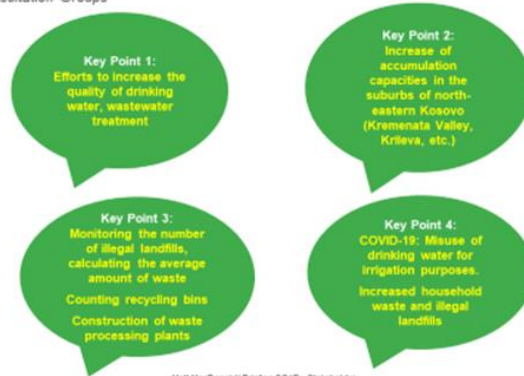 Groups
Key Point 1:
Efforts to increase the
quality of drinking
water, wastewater
treatment
Key Point 2:
Increase of
accumulation
capacities in the
suburbs of north-
eastern Kosovo
(Kremenata Valley,
Krileva, etc.)
Key Point 3:
Monitoring the number
of illegal landfills,
calculating the average
amount of waste
Counting recycling bins
Construction of waste
processing plants
Key Point 4:
COVID-19: Misuse of
drinking water for
irrigation purposes.
Increased household
waste and illegal
landfills